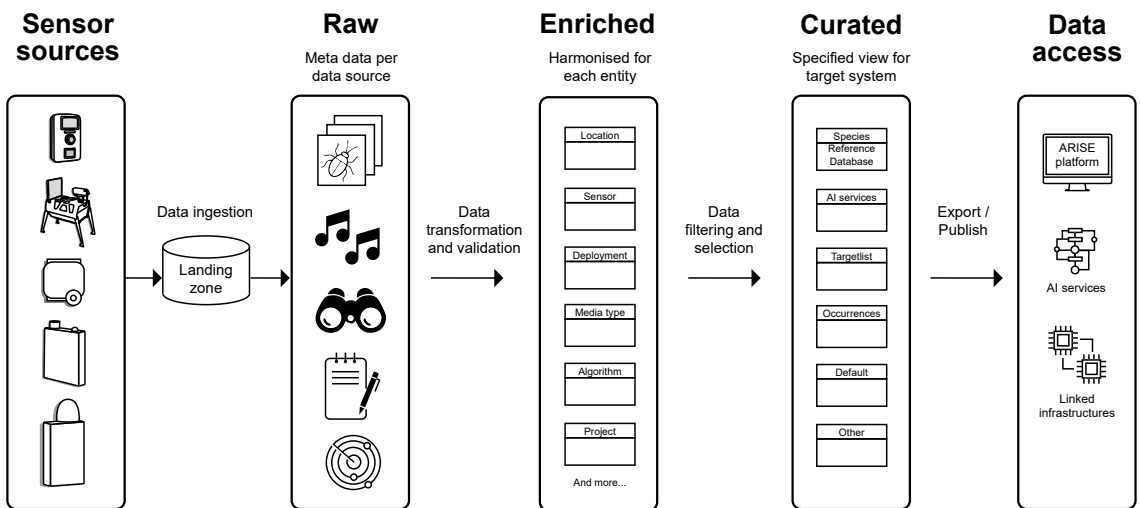 Sensor
sources
Data ingestion
Landing
zone
Raw
Meta data per
data source
Data
transformation
and validation
Enriched
Harmonised for
each entity
Location
Sensor
Deployment
Media type
Algorithm
Project
And more...
Data
filtering and
selection
Curated
Specified view for
target system
Species
Reference
Database
AI services
Targetlist
Occurrences
Default
Other
Export /
Publish
Data
access
ARISE
platform
AI services
Linked
infrastructures